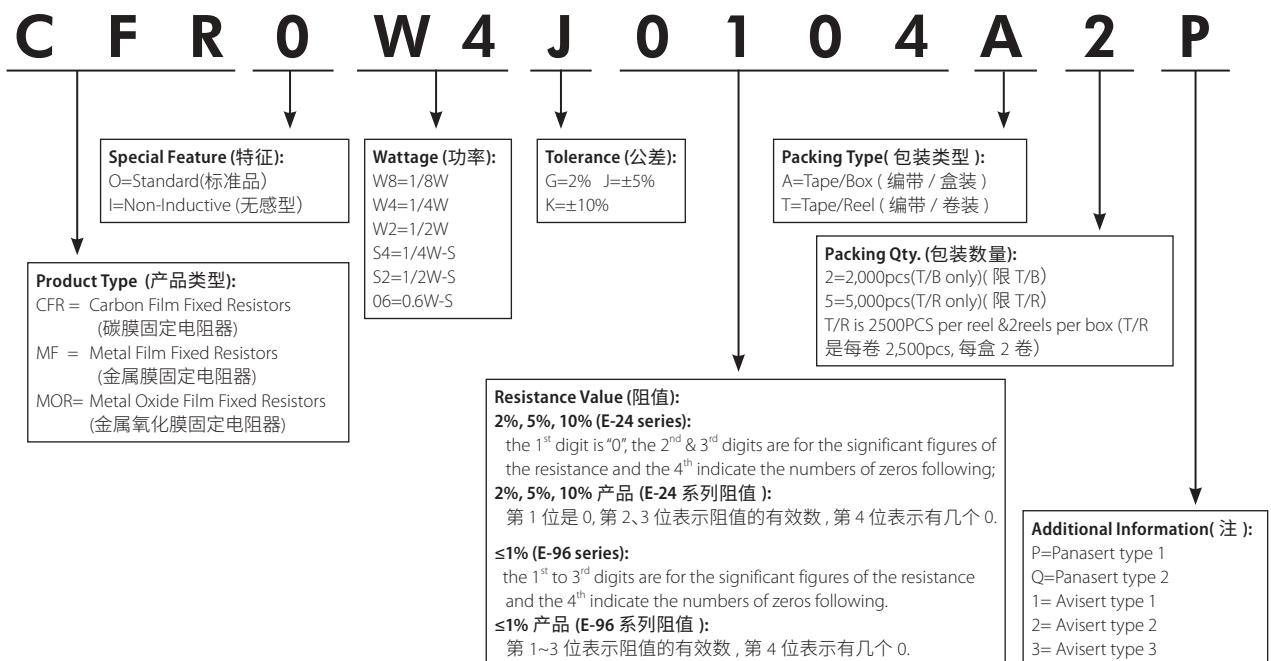 C F R 0 W 4 J 0 1 0 4 A 2 P
Special Feature (特征):
O=Standard(标准品)
I=Non-Inductive (无感型)
Wattage (功率):
W8=1/8W
W4=1/4W
W2=1/2W
S4=1/4W-S
S2=1/2W-S
06=0.6W-S
Tolerance (公差):
G=2% J=±5%
K=±10%
Packing Type( 包装类型 ):
A=Tape/Box ( 编带 / 盒装 )
T=Tape/Reel ( 编带 / 卷装 )
Packing Qty. (包装数量):
2=2,000pcs(T/B only)( 限 T/B)
5=5,000pcs(T/R only)( 限 T/R)
T/R is 2500PCS per reel &2reels per box (T/R
是每卷 2,500pcs, 每盒 2 卷)
Product Type (产品类型):
CFR = Carbon Film Fixed Resistors
(碳膜固定电阻器)
MF = Metal Film Fixed Resistors
(金属膜固定电阻器)
MOR= Metal Oxide Film Fixed Resistors
(金属氧化膜固定电阻器)
Resistance Value (阻值):
2%, 5%, 10% (E-24 series):
the 1st digit is “0”, the 2nd & 3rd digits are for the significant figures of
the resistance and the 4th indicate the numbers of zeros following;
2%, 5%, 10% 产品 (E-24 系列阻值 ):
第 1 位是 0, 第 2、3 位表示阻值的有效数 , 第 4 位表示有几个 0.
≤1% (E-96 series):
the 1st to 3rd digits are for the significant figures of the resistance
and the 4th indicate the numbers of zeros following.
≤1% 产品 (E-96 系列阻值 ):
第 1~3 位表示阻值的有效数 , 第 4 位表示有几个 0.
Additional Information( 注 ):
P=Panasert type 1
Q=Panasert type 2
1= Avisert type 1
2= Avisert type 2
3= Avisert type 3